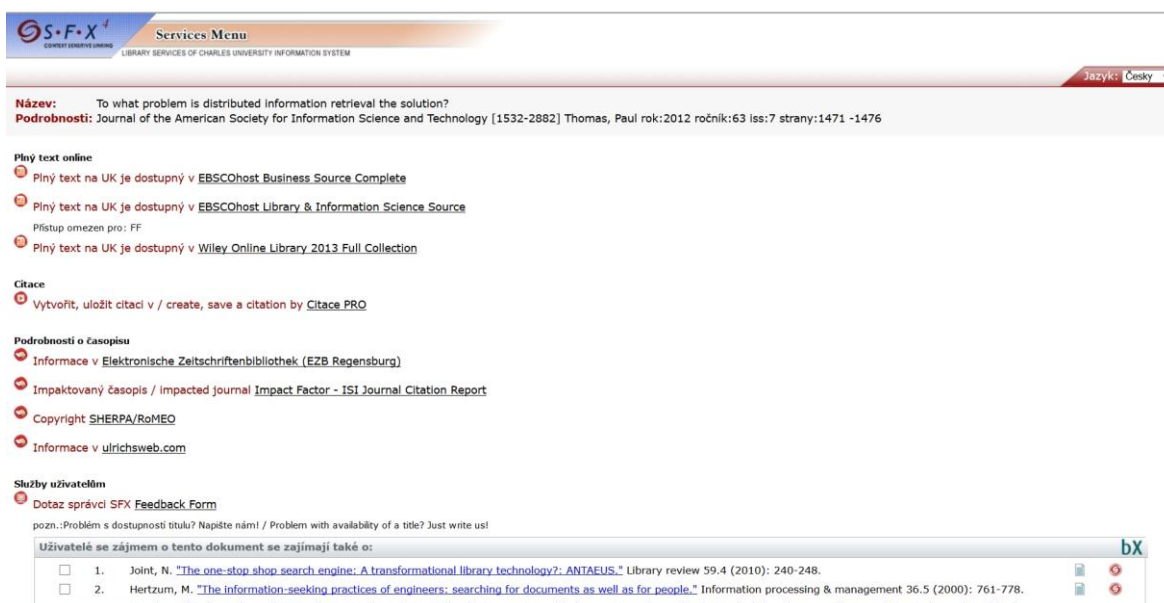 S·F·X 4
CONTEXT SENSITIVE LINKING
Services Menu
LIBRARY SERVICES OF CHARLES UNIVERSITY INFORMATION SYSTEM
Jazyk: Česky
Název: To what problem is distributed information retrieval the solution?
Podrobnosti: Journal of the American Society for Information Science and Technology [1532-2882] Thomas, Paul rok:2012 ročník:63 iss:7 strany:1471 -1476
Plný text online
Plný text na UK je dostupný v EBSCOhost Business Source Complete
Plný text na UK je dostupný v EBSCOhost Library & Information Science Source
Přístup omezen pro: FF
Plný text na UK je dostupný v Wiley Online Library 2013 Full Collection
Citace
Vytvořit, uložit citaci v / create, save a citation by Citace PRO
Podrobnosti o časopisu
Informace v Elektronische Zeitschriftenbibliothek (EZB Regensburg)
Impaktovaný časopis / impacted journal Impact Factor - ISI Journal Citation Report
Copyright SHERPA/RoMEO
Informace v ulrichsweb.com
Služby uživatelům
Dotaz správci SFX Feedback Form
pozn.:Problém s dostupností titulu? Napište nám! / Problem with availability of a title? Just write us!
Uživatelé se zájmem o tento dokument se zajímají také o: bX
1. Joint, N. "The one-stop shop search engine: A transformational library technology?: ANTAEUS." Library review 59.4 (2010): 240-248.
2. Hertzum, M. "The information-seeking practices of engineers: searching for documents as well as for people." Information processing & management 36.5 (2000): 761-778.